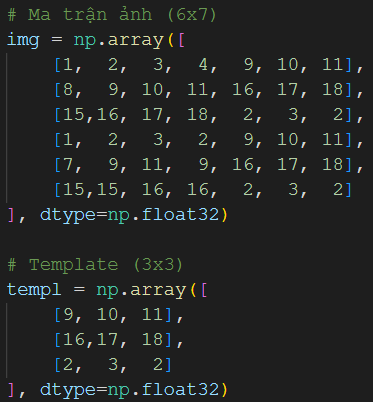 # Ma trận ảnh (6x7)
img = np.array([
    [1,  2,  3,  4,  9, 10, 11],
    [8,  9, 10, 11, 16, 17, 18],
    [15,16, 17, 18,  2,  3,  2],
    [1,  2,  3,  2,  9, 10, 11],
    [7,  9, 11,  9, 16, 17, 18],
    [15,15, 16, 16,  2,  3,  2]
], dtype=np.float32)

# Template (3x3)
templ = np.array([
    [9, 10, 11],
    [16,17, 18],
    [2,  3,  2]
], dtype=np.float32)